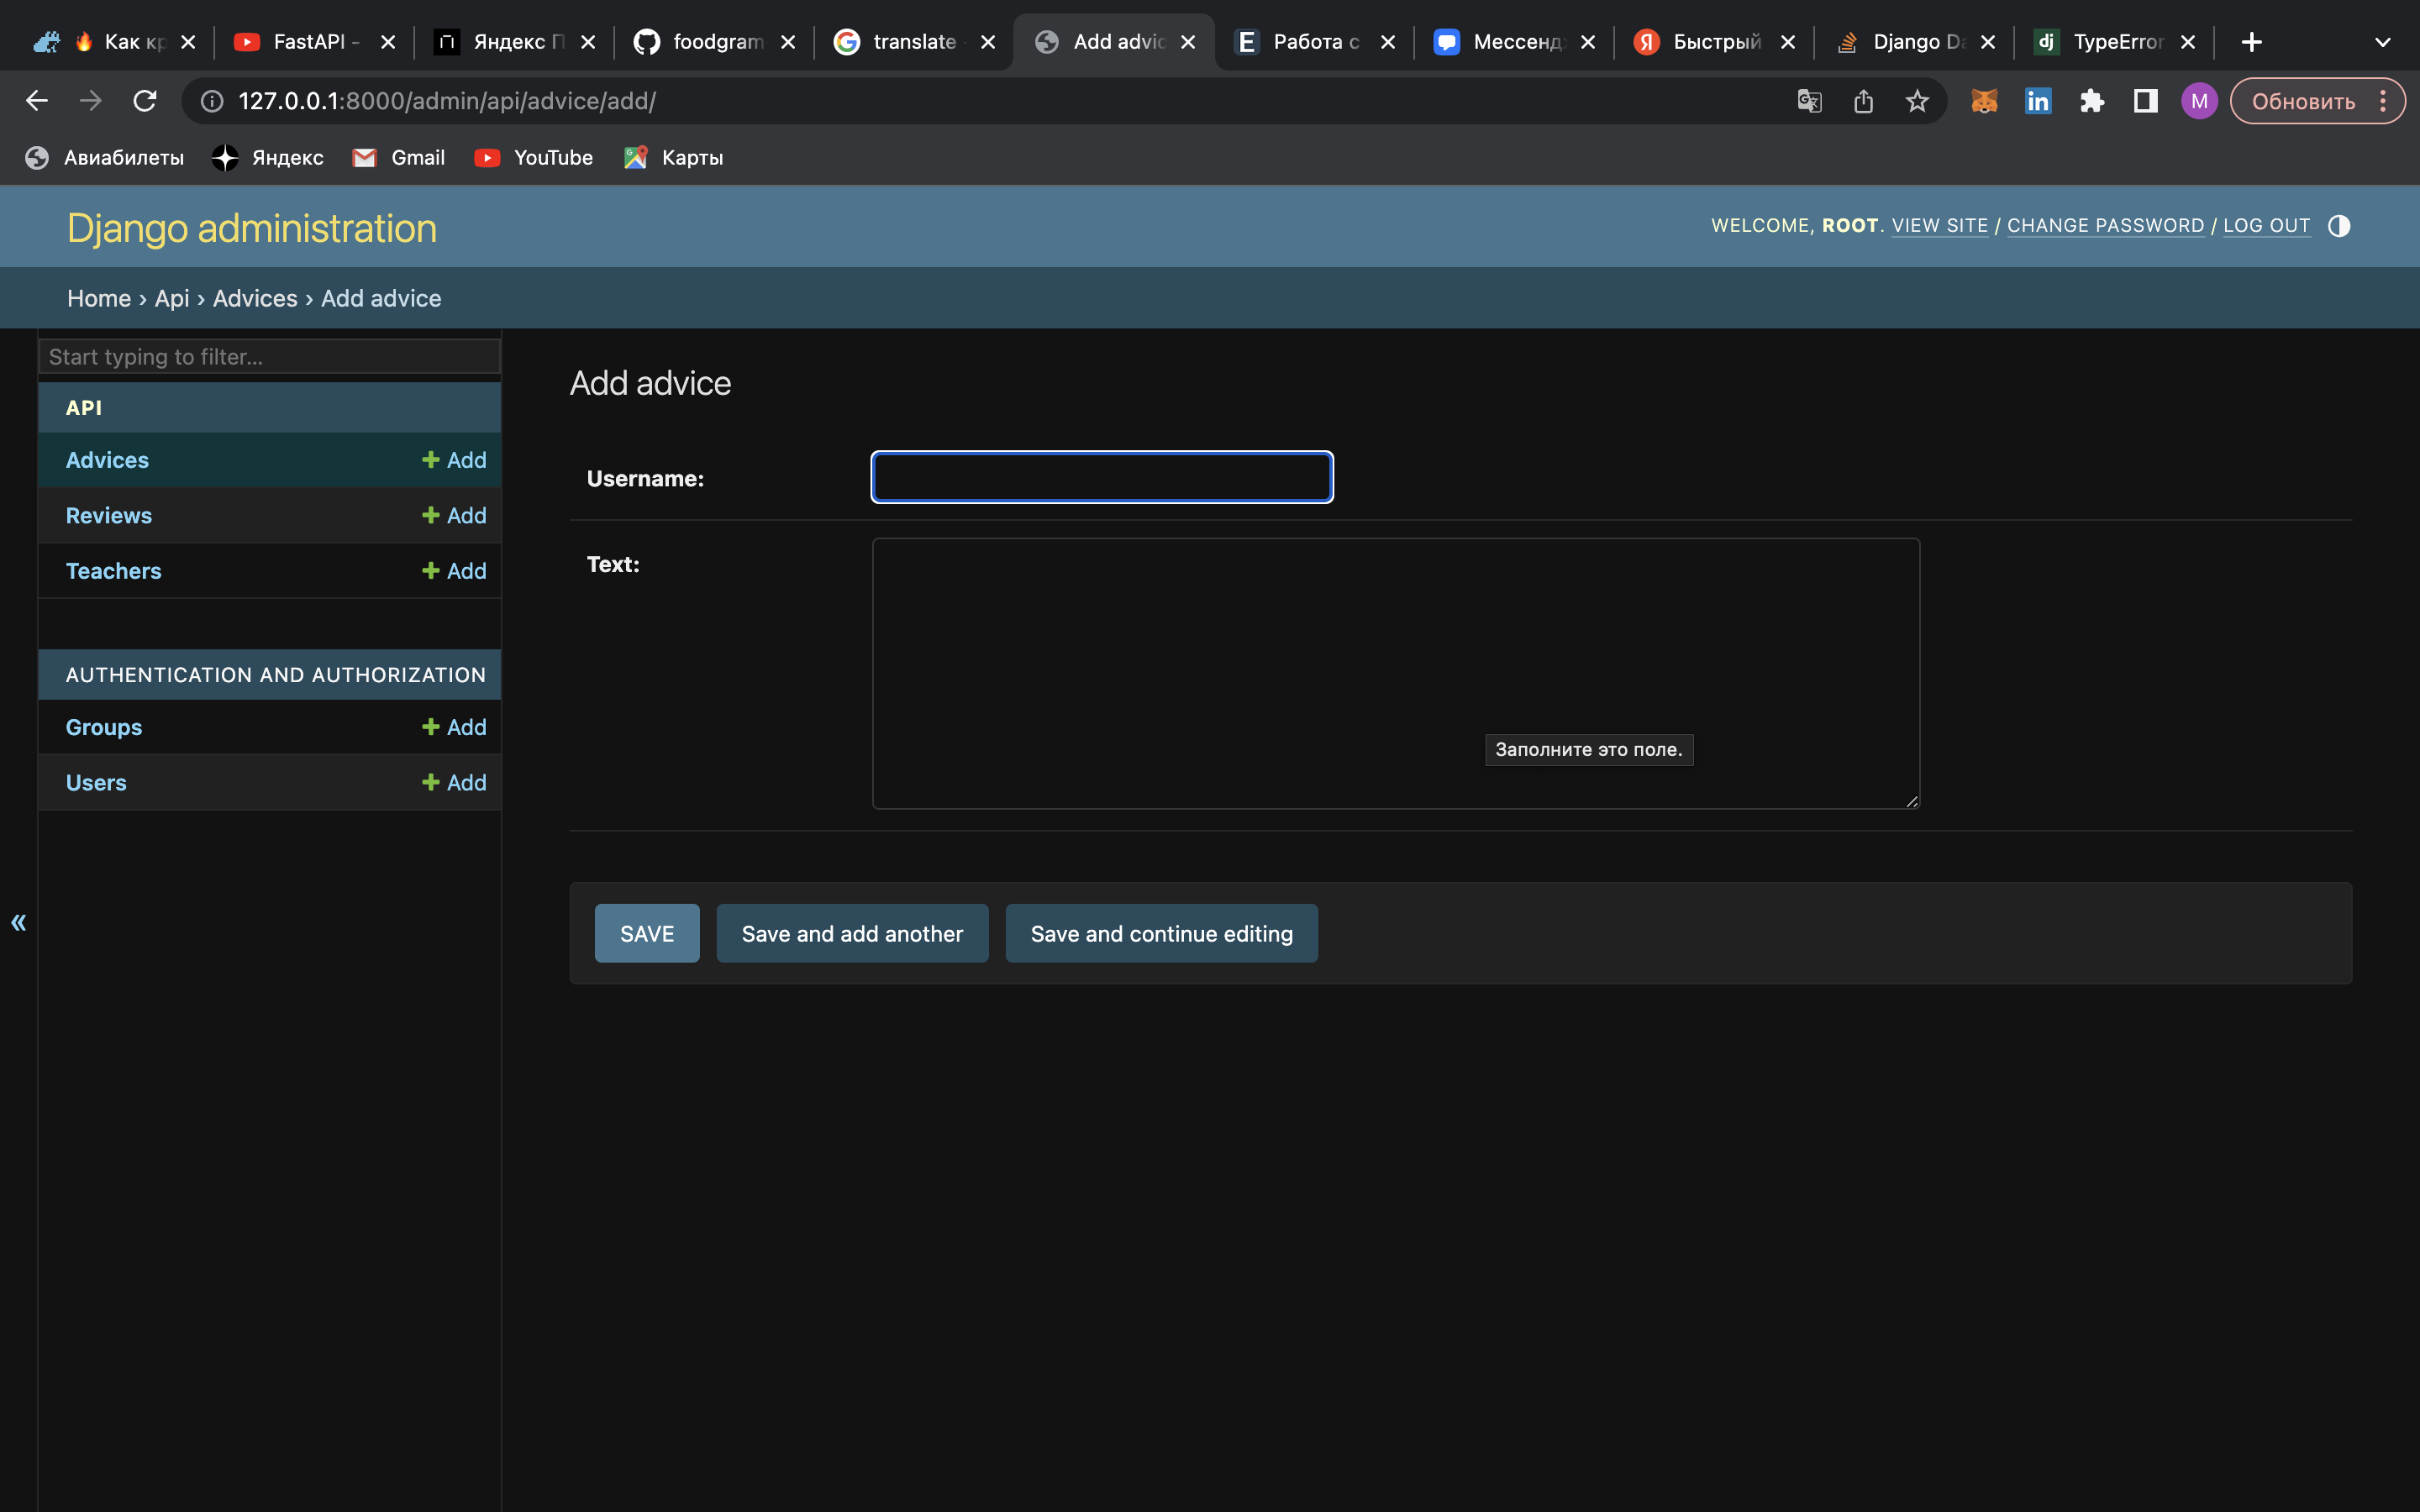 Как кр
FastAPI -
Яндекс П
foodgram
translate
Add advic
Работа с
Мессендж
Быстрый
Django Da
TypeError
127.0.0.1:8000/admin/api/advice/add/
M
Обновить
Авиабилеты
Яндекс
Gmail
YouTube
Карты
Django administration
WELCOME, ROOT. VIEW SITE / CHANGE PASSWORD / LOG OUT
Home › Api › Advices › Add advice
Start typing to filter...
API
Advices + Add
Reviews + Add
Teachers + Add
AUTHENTICATION AND AUTHORIZATION
Groups + Add
Users + Add
«
Add advice
Username:
Text:
Заполните это поле.
SAVE
Save and add another
Save and continue editing